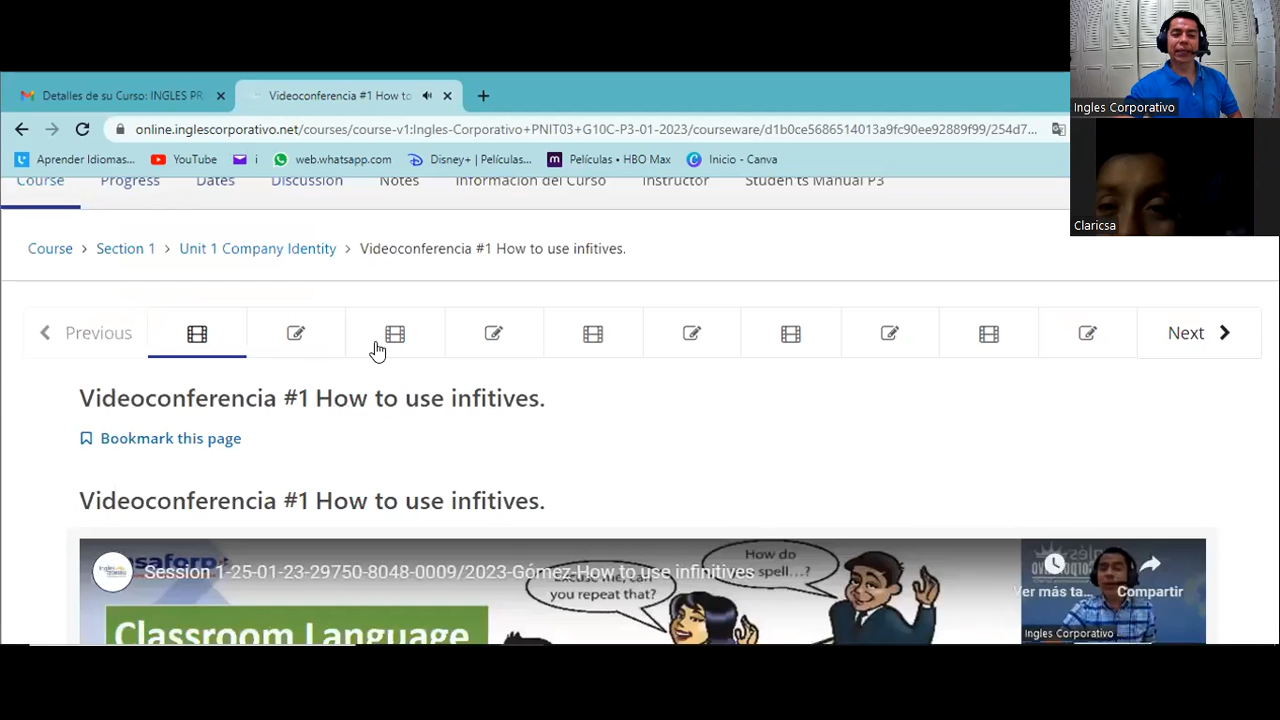 Detalles de su Curso: INGLES PR
Videoconferencia #1 How to
online.inglescorporativo.net/courses/course-v1:Ingles-Corporativo+PNIT03+G10C-P3-01-2023/courseware/d1b0ce5686514013a9fc90ee92889f99/254d7...
Aprender Idiomas...
YouTube
i
web.whatsapp.com
Disney+ | Películas...
Películas • HBO Max
Inicio - Canva
Ingles Corporativo
Claricsa
Course
Progress
Dates
Discussion
Notes
Información del Curso
Instructor
Studen ts Manual P3
Course > Section 1 > Unit 1 Company Identity > Videoconferencia #1 How to use infitives.
Previous
Next
Videoconferencia #1 How to use infitives.
Bookmark this page
Videoconferencia #1 How to use infitives.
Session 1-25-01-23-29750-8048-0009/2023-Gómez-How to use infinitives
How do
spell...?
you repeat that?
Ver más ta...
Compartir
Classroom Language
Ingles Corporativo